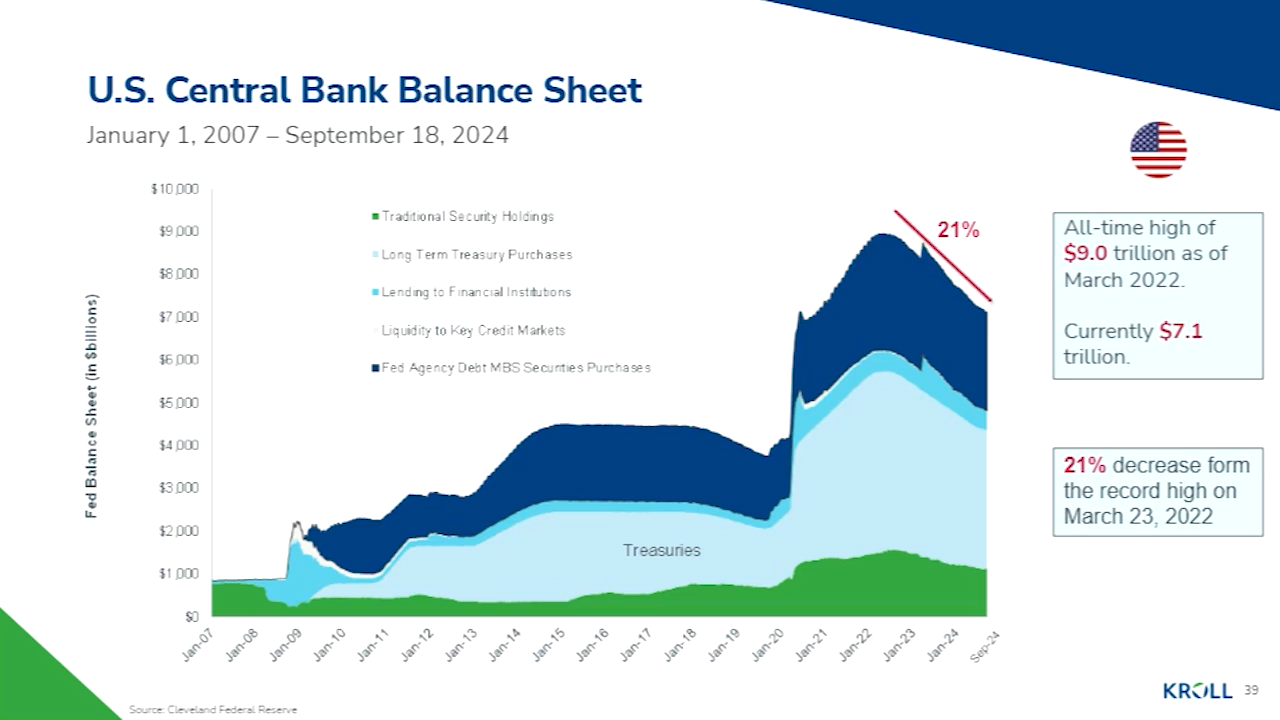 U.S. Central Bank Balance Sheet
January 1, 2007 – September 18, 2024
Fed Balance Sheet (in $billions)
$10,000
$9,000
$8,000
$7,000
$6,000
$5,000
$4,000
$3,000
$2,000
$1,000
$0
Traditional Security Holdings
Long Term Treasury Purchases
Lending to Financial Institutions
Liquidity to Key Credit Markets
Fed Agency Debt MBS Securities Purchases
21%
Treasuries
Jan-07
Jan-08
Jan-09
Jan-10
Jan-11
Jan-12
Jan-13
Jan-14
Jan-15
Jan-16
Jan-17
Jan-18
Jan-19
Jan-20
Jan-21
Jan-22
Jan-23
Jan-24
Sep-24
All-time high of
$9.0 trillion as of
March 2022.
Currently $7.1
trillion.
21% decrease form
the record high on
March 23, 2022
Source: Cleveland Federal Reserve
KROLL
39